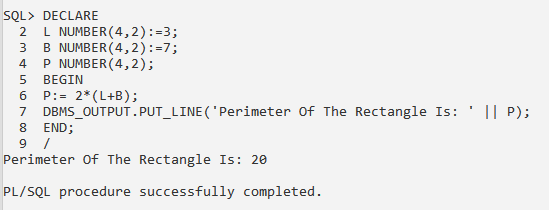 SQL> DECLARE
  2  L NUMBER(4,2):=3;
  3  B NUMBER(4,2):=7;
  4  P NUMBER(4,2);
  5  BEGIN
  6  P:= 2*(L+B);
  7  DBMS_OUTPUT.PUT_LINE('Perimeter Of The Rectangle Is: ' || P);
  8  END;
  9  /
Perimeter Of The Rectangle Is: 20
PL/SQL procedure successfully completed.